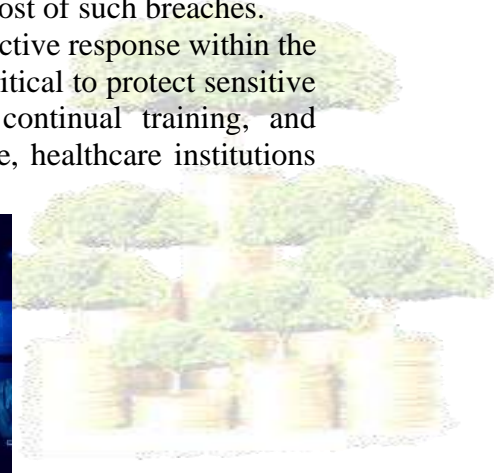 ost of such breaches.
ctive response within the
itical to protect sensitive
continual training, and
e, healthcare institutions